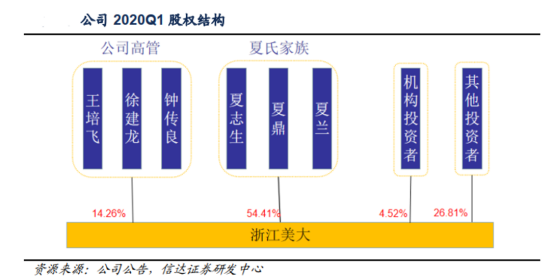 公司 2020Q1 股权结构
公司高管
夏氏家族
王培飞
徐建龙
钟传良
夏志生
夏鼎
夏兰
机构投资者
其他投资者
14.26%
54.41%
4.52%
26.81%
浙江美大
资源来源：公司公告，信达证券研发中心